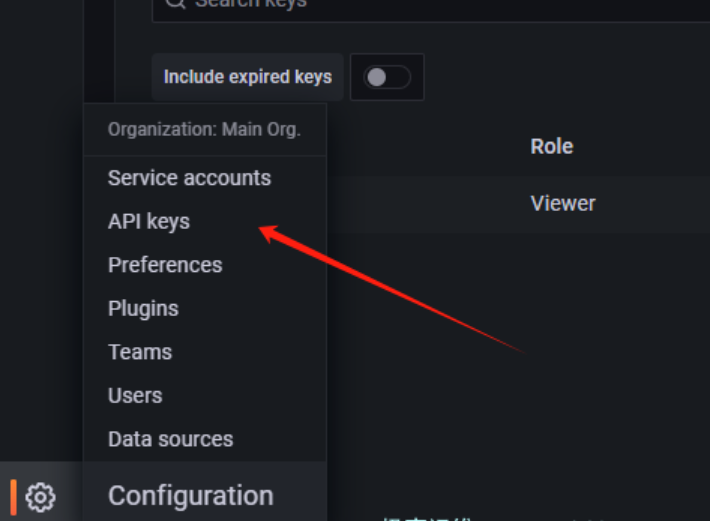 Search keys
Include expired keys
Organization: Main Org.
Role
Service accounts
Viewer
API keys
Preferences
Plugins
Teams
Users
Data sources
Configuration